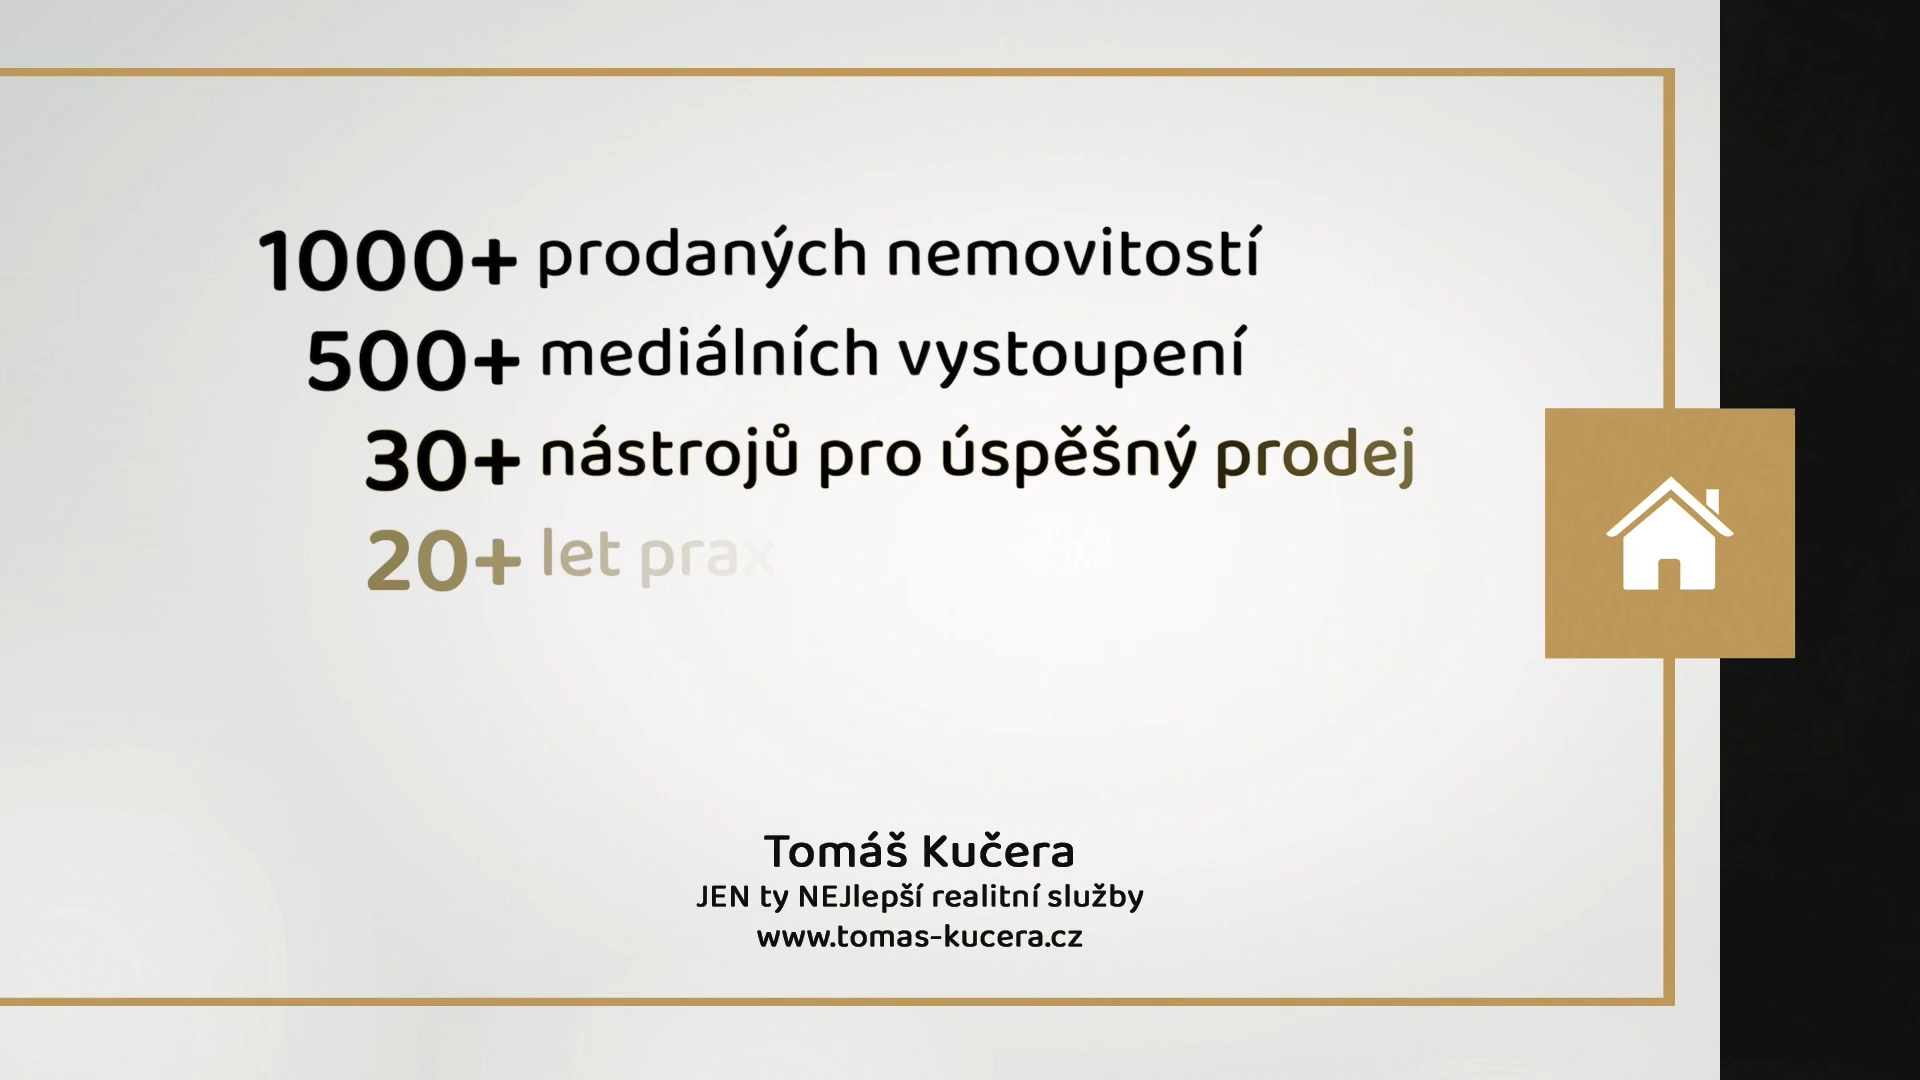 1000+ prodaných nemovitostí
500+ mediálních vystoupení
30+ nástrojů pro úspěšný prodej
20+ let prax
Tomáš Kučera
JEN ty NEJlepší realitní služby
www.tomas-kucera.cz